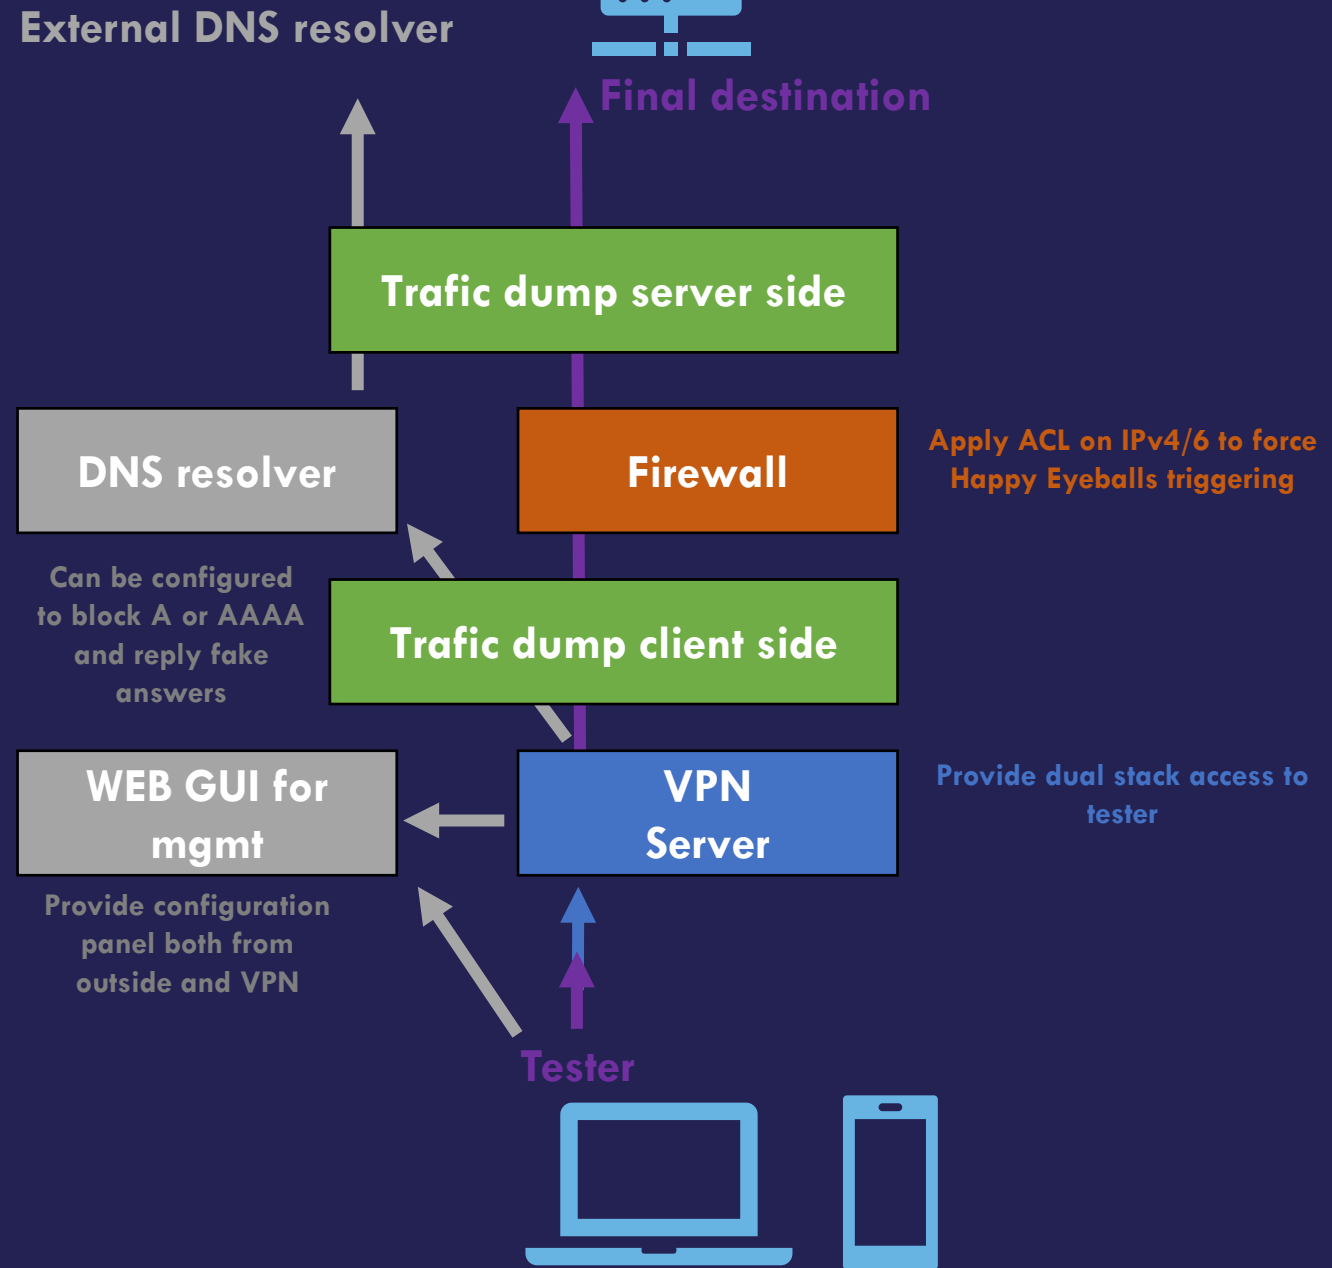 External DNS resolver
Final destination
Trafic dump server side
DNS resolver
Firewall
Apply ACL on IPv4/6 to force
Happy Eyeballs triggering
Can be configured
to block A or AAAA
and reply fake
answers
Trafic dump client side
WEB GUI for
mgmt
VPN
Server
Provide dual stack access to
tester
Provide configuration
panel both from
outside and VPN
Tester